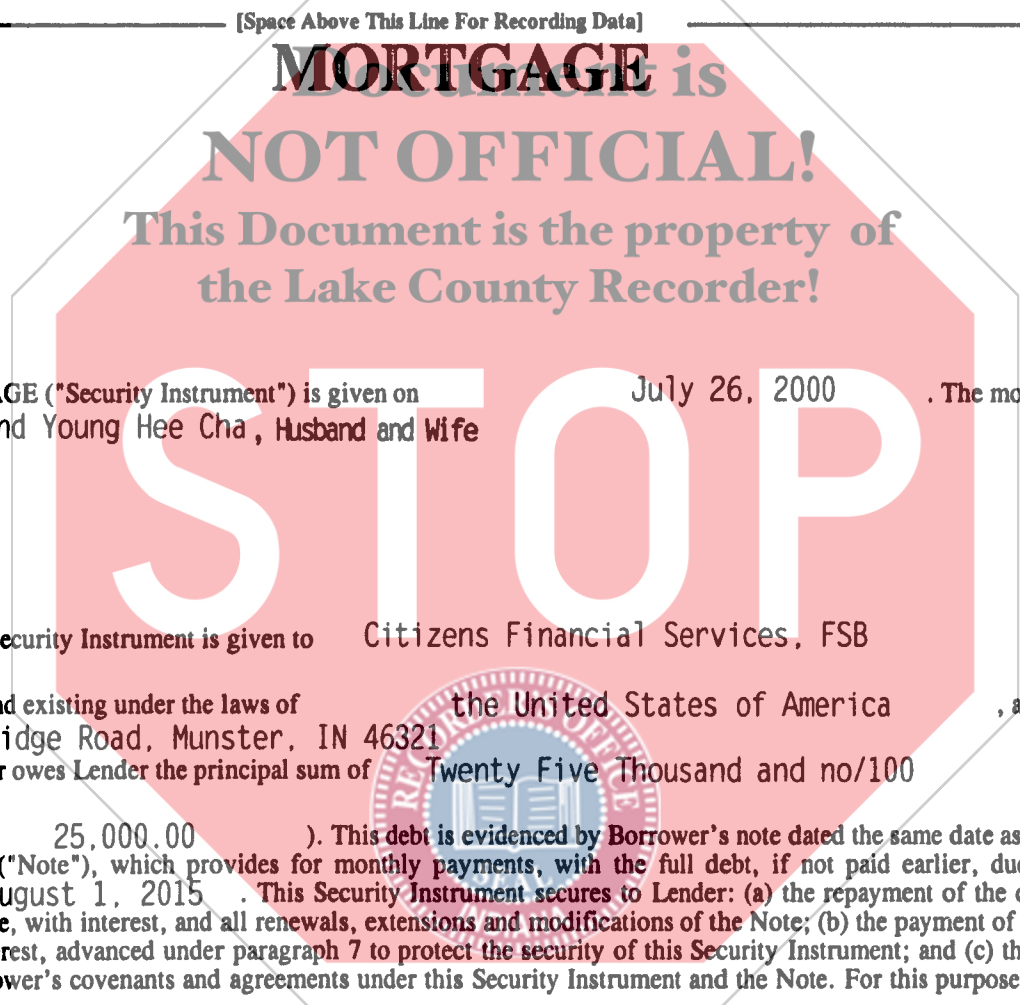 [Space Above This Line For Recording Data]
MORTGAGE
Document is
NOT OFFICIAL!
This Document is the property of
the Lake County Recorder!
STOP
AGE ("Security Instrument") is given on July 26, 2000 . The mo
nd Young Hee Cha, Husband and Wife
ecurity Instrument is given to Citizens Financial Services, FSB
nd existing under the laws of the United States of America , a
idge Road, Munster, IN 46321
r owes Lender the principal sum of Twenty Five Thousand and no/100
25,000.00 ). This debt is evidenced by Borrower's note dated the same date as
("Note"), which provides for monthly payments, with the full debt, if not paid earlier, du
ugust 1, 2015 . This Security Instrument secures to Lender: (a) the repayment of the
e, with interest, and all renewals, extensions and modifications of the Note; (b) the payment of
rest, advanced under paragraph 7 to protect the security of this Security Instrument; and (c) th
ower's covenants and agreements under this Security Instrument and the Note. For this purpose
RECORDER'S OFFICE
INDIANA